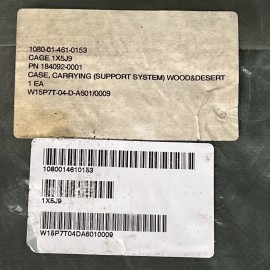 1080-01-461-0153
CAGE 1X5J9
PN 184092-0001
CASE, CARRYING (SUPPORT SYSTEM) WOOD&DESERT
1 EA
W15P7T-04-D-A601/0009
1080014610153
1X5J9
W15P7T04DA6010009